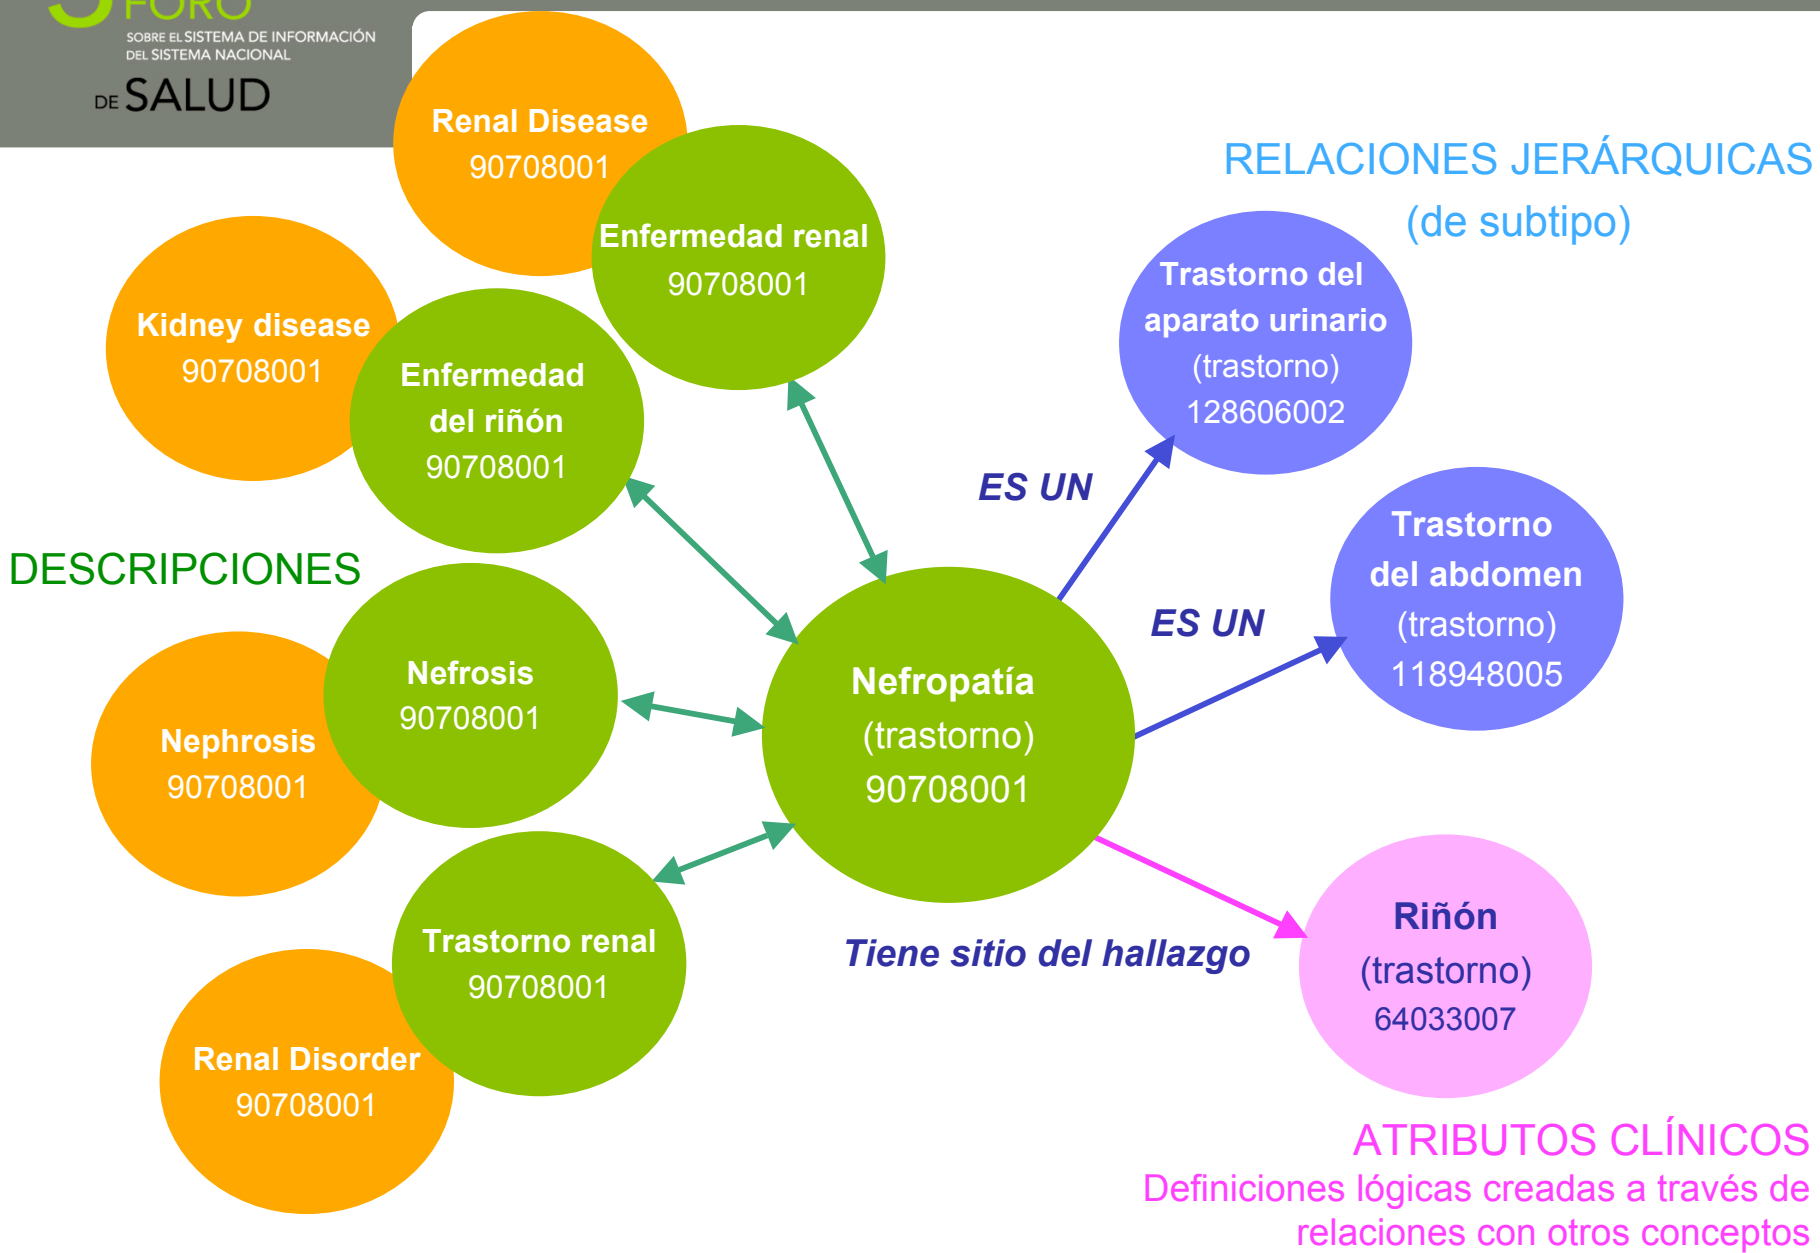 FORO
SOBRE EL SISTEMA DE INFORMACIÓN
DEL SISTEMA NACIONAL
DE SALUD
Renal Disease
90708001
Enfermedad renal
90708001
Kidney disease
90708001
Enfermedad
del riñón
90708001
DESCRIPCIONES
Nefrosis
90708001
Nephrosis
90708001
Trastorno renal
90708001
Renal Disorder
90708001
Nefropatía
(trastorno)
90708001
RELACIONES JERÁRQUICAS
(de subtipo)
Trastorno del
aparato urinario
(trastorno)
128606002
ES UN
Trastorno
del abdomen
(trastorno)
118948005
ES UN
Tiene sitio del hallazgo
Riñón
(trastorno)
64033007
ATRIBUTOS CLÍNICOS
Definiciones lógicas creadas a través de
relaciones con otros conceptos